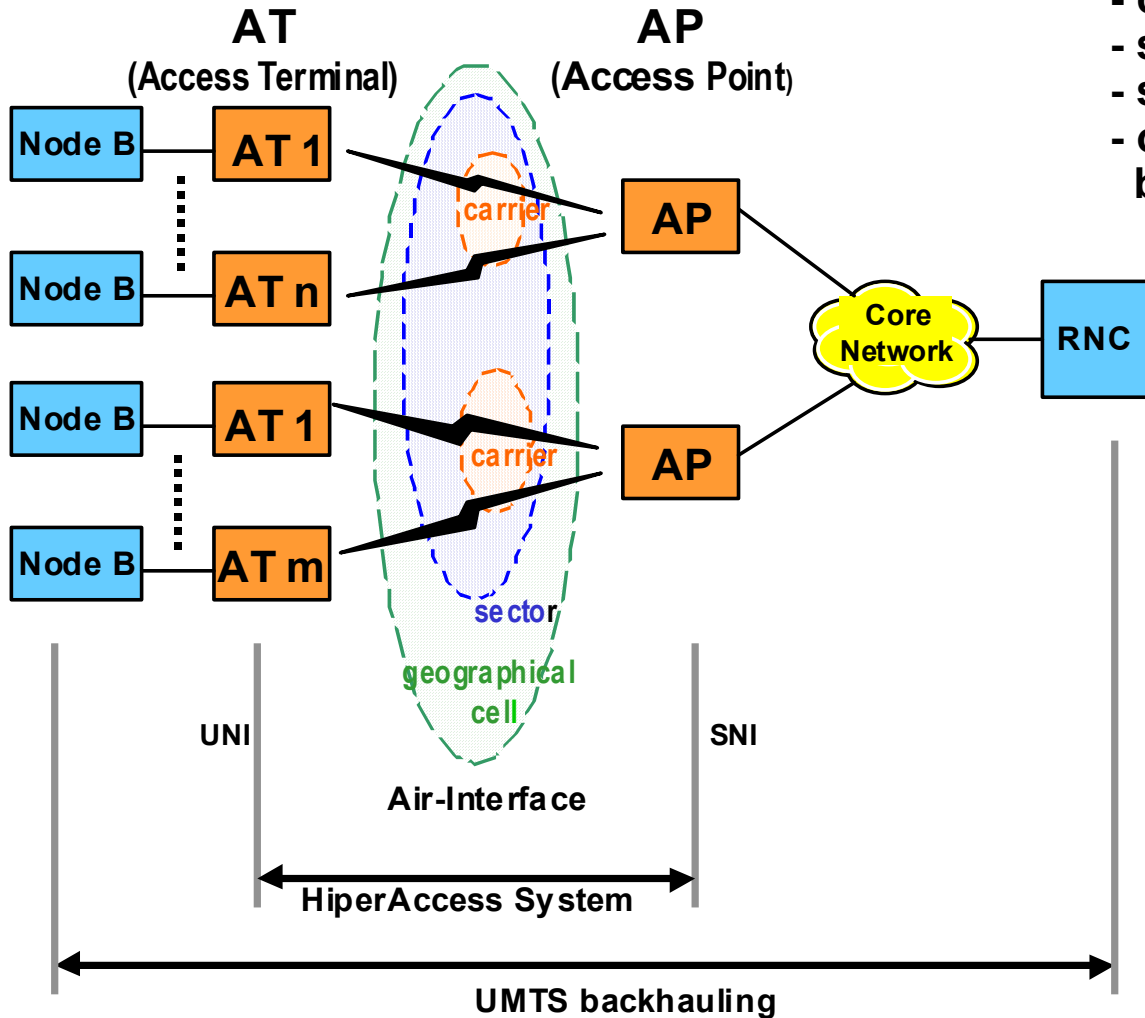 AT
(Access Terminal)
AP
(Access Point)
- s
- s
b
Node B
AT 1
carrier
AP
Node B
AT n
Core
Network
RNC
Node B
AT 1
carrier
AP
Node B
AT m
sector
geographical
cell
UNI
SNI
Air-Interface
HiperAccess System
UMTS backhauling